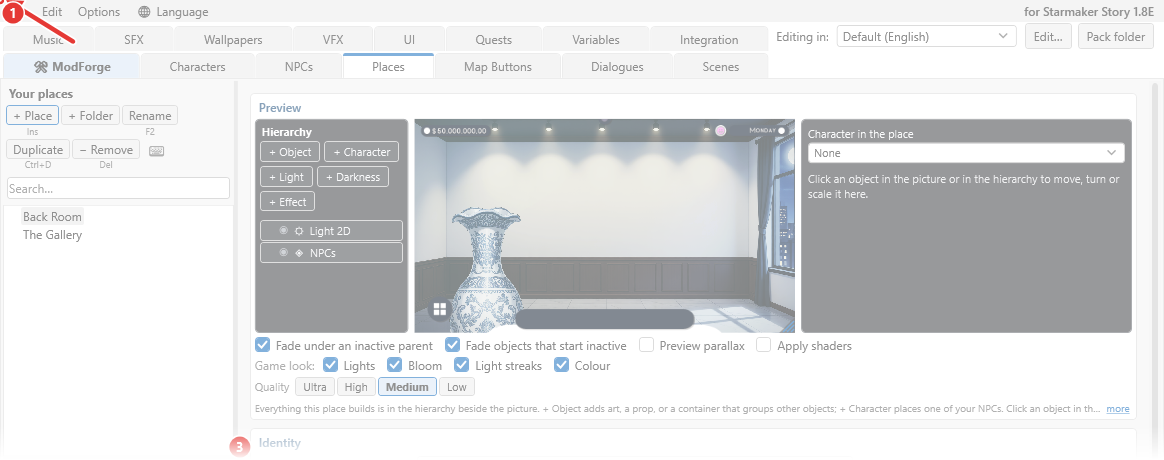 1 Edit Options Language for Starmaker Story 1.8E
Music SFX Wallpapers VFX UI Quests Variables Integration Editing in: Default (English) Edit... Pack folder
ModForge Characters NPCs Places Map Buttons Dialogues Scenes
Your places
+ Place + Folder Rename
Ins F2
Duplicate − Remove
Ctrl+D Del
Search...
Back Room
The Gallery
Preview
Hierarchy
+ Object + Character
+ Light + Darkness
+ Effect
Light 2D
NPCs
$50,000,000.00 MONDAY
Character in the place
None
Click an object in the picture or in the hierarchy to move, turn or
scale it here.
Fade under an inactive parent Fade objects that start inactive Preview parallax Apply shaders
Game look: Lights Bloom Light streaks Colour
Quality Ultra High Medium Low
Everything this place builds is in the hierarchy beside the picture. + Object adds art, a prop, or a container that groups other objects; + Character places one of your NPCs. Click an object in th... more
3 Identity